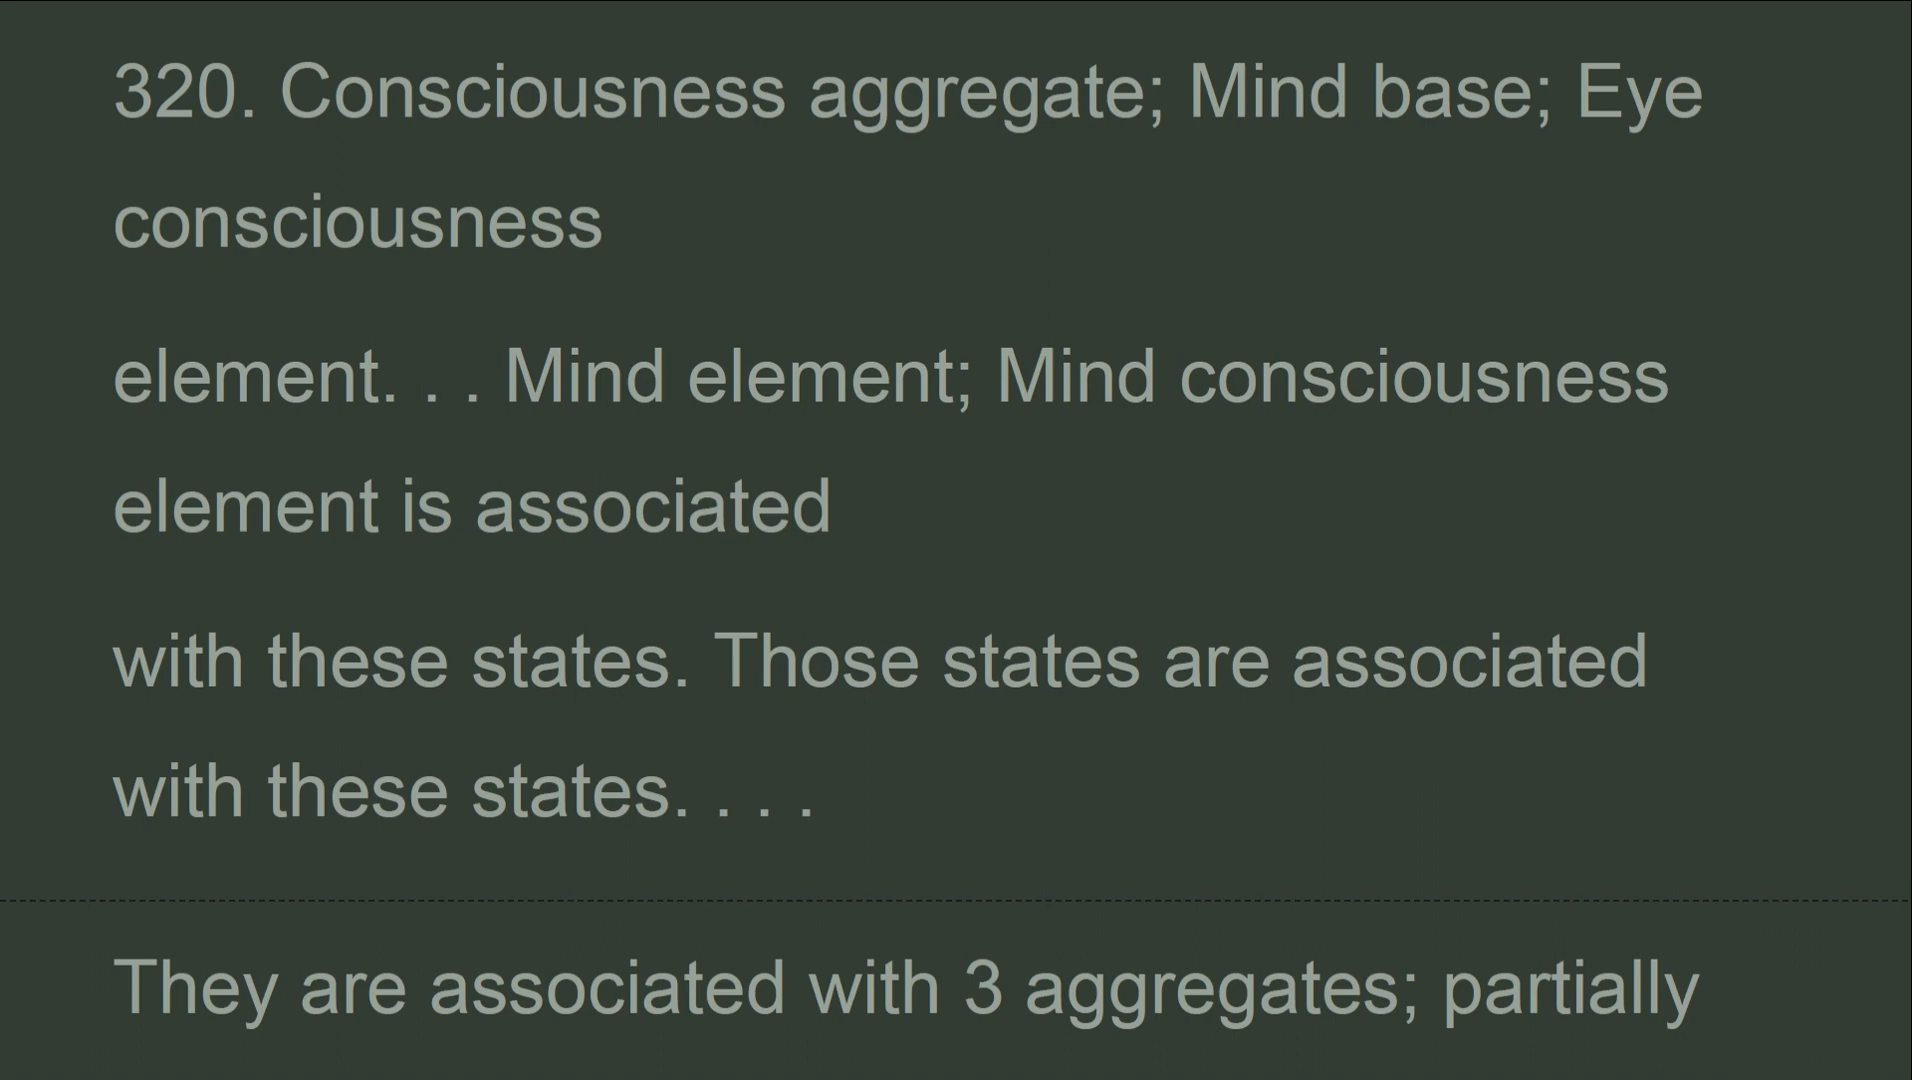 320. Consciousness aggregate; Mind base; Eye
consciousness
element. . . Mind element; Mind consciousness
element is associated
with these states. Those states are associated
with these states. . . .
They are associated with 3 aggregates; partially